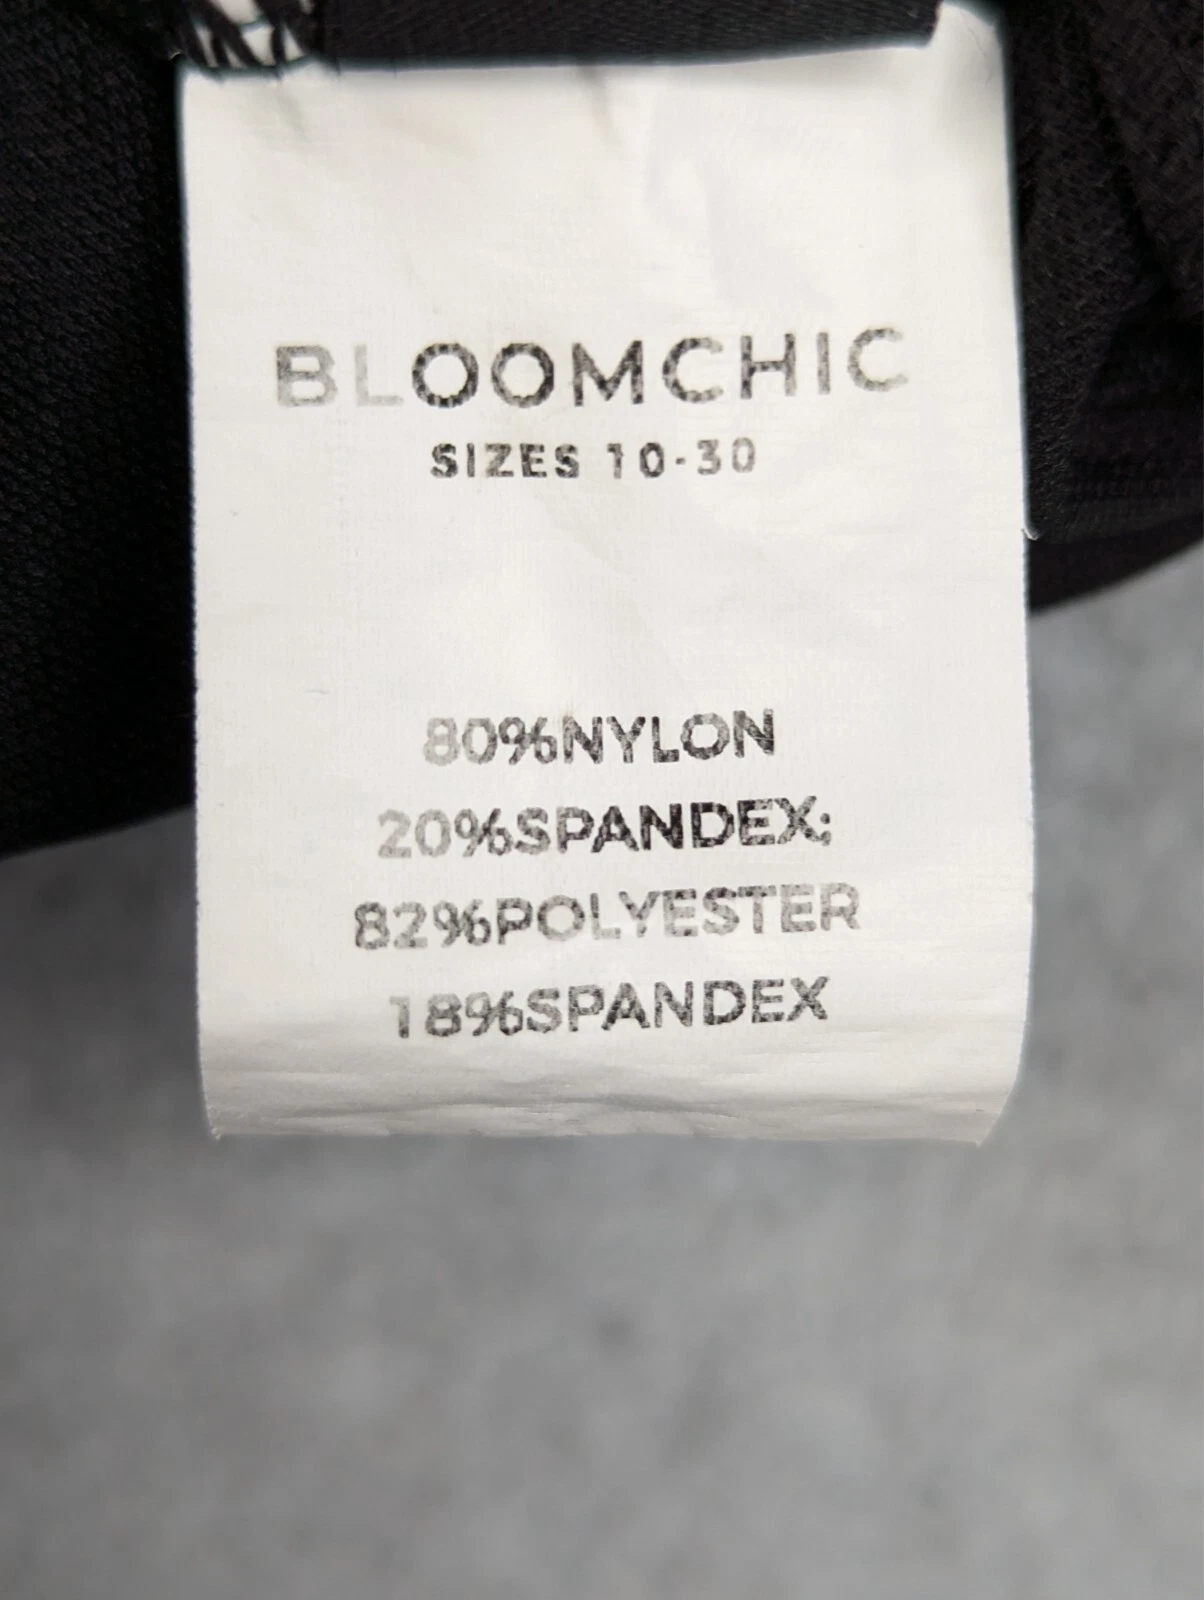 BLOOMCHIC
SIZES 10-30
80%NYLON
20%SPANDEX;
82%POLYESTER
18%SPANDEX